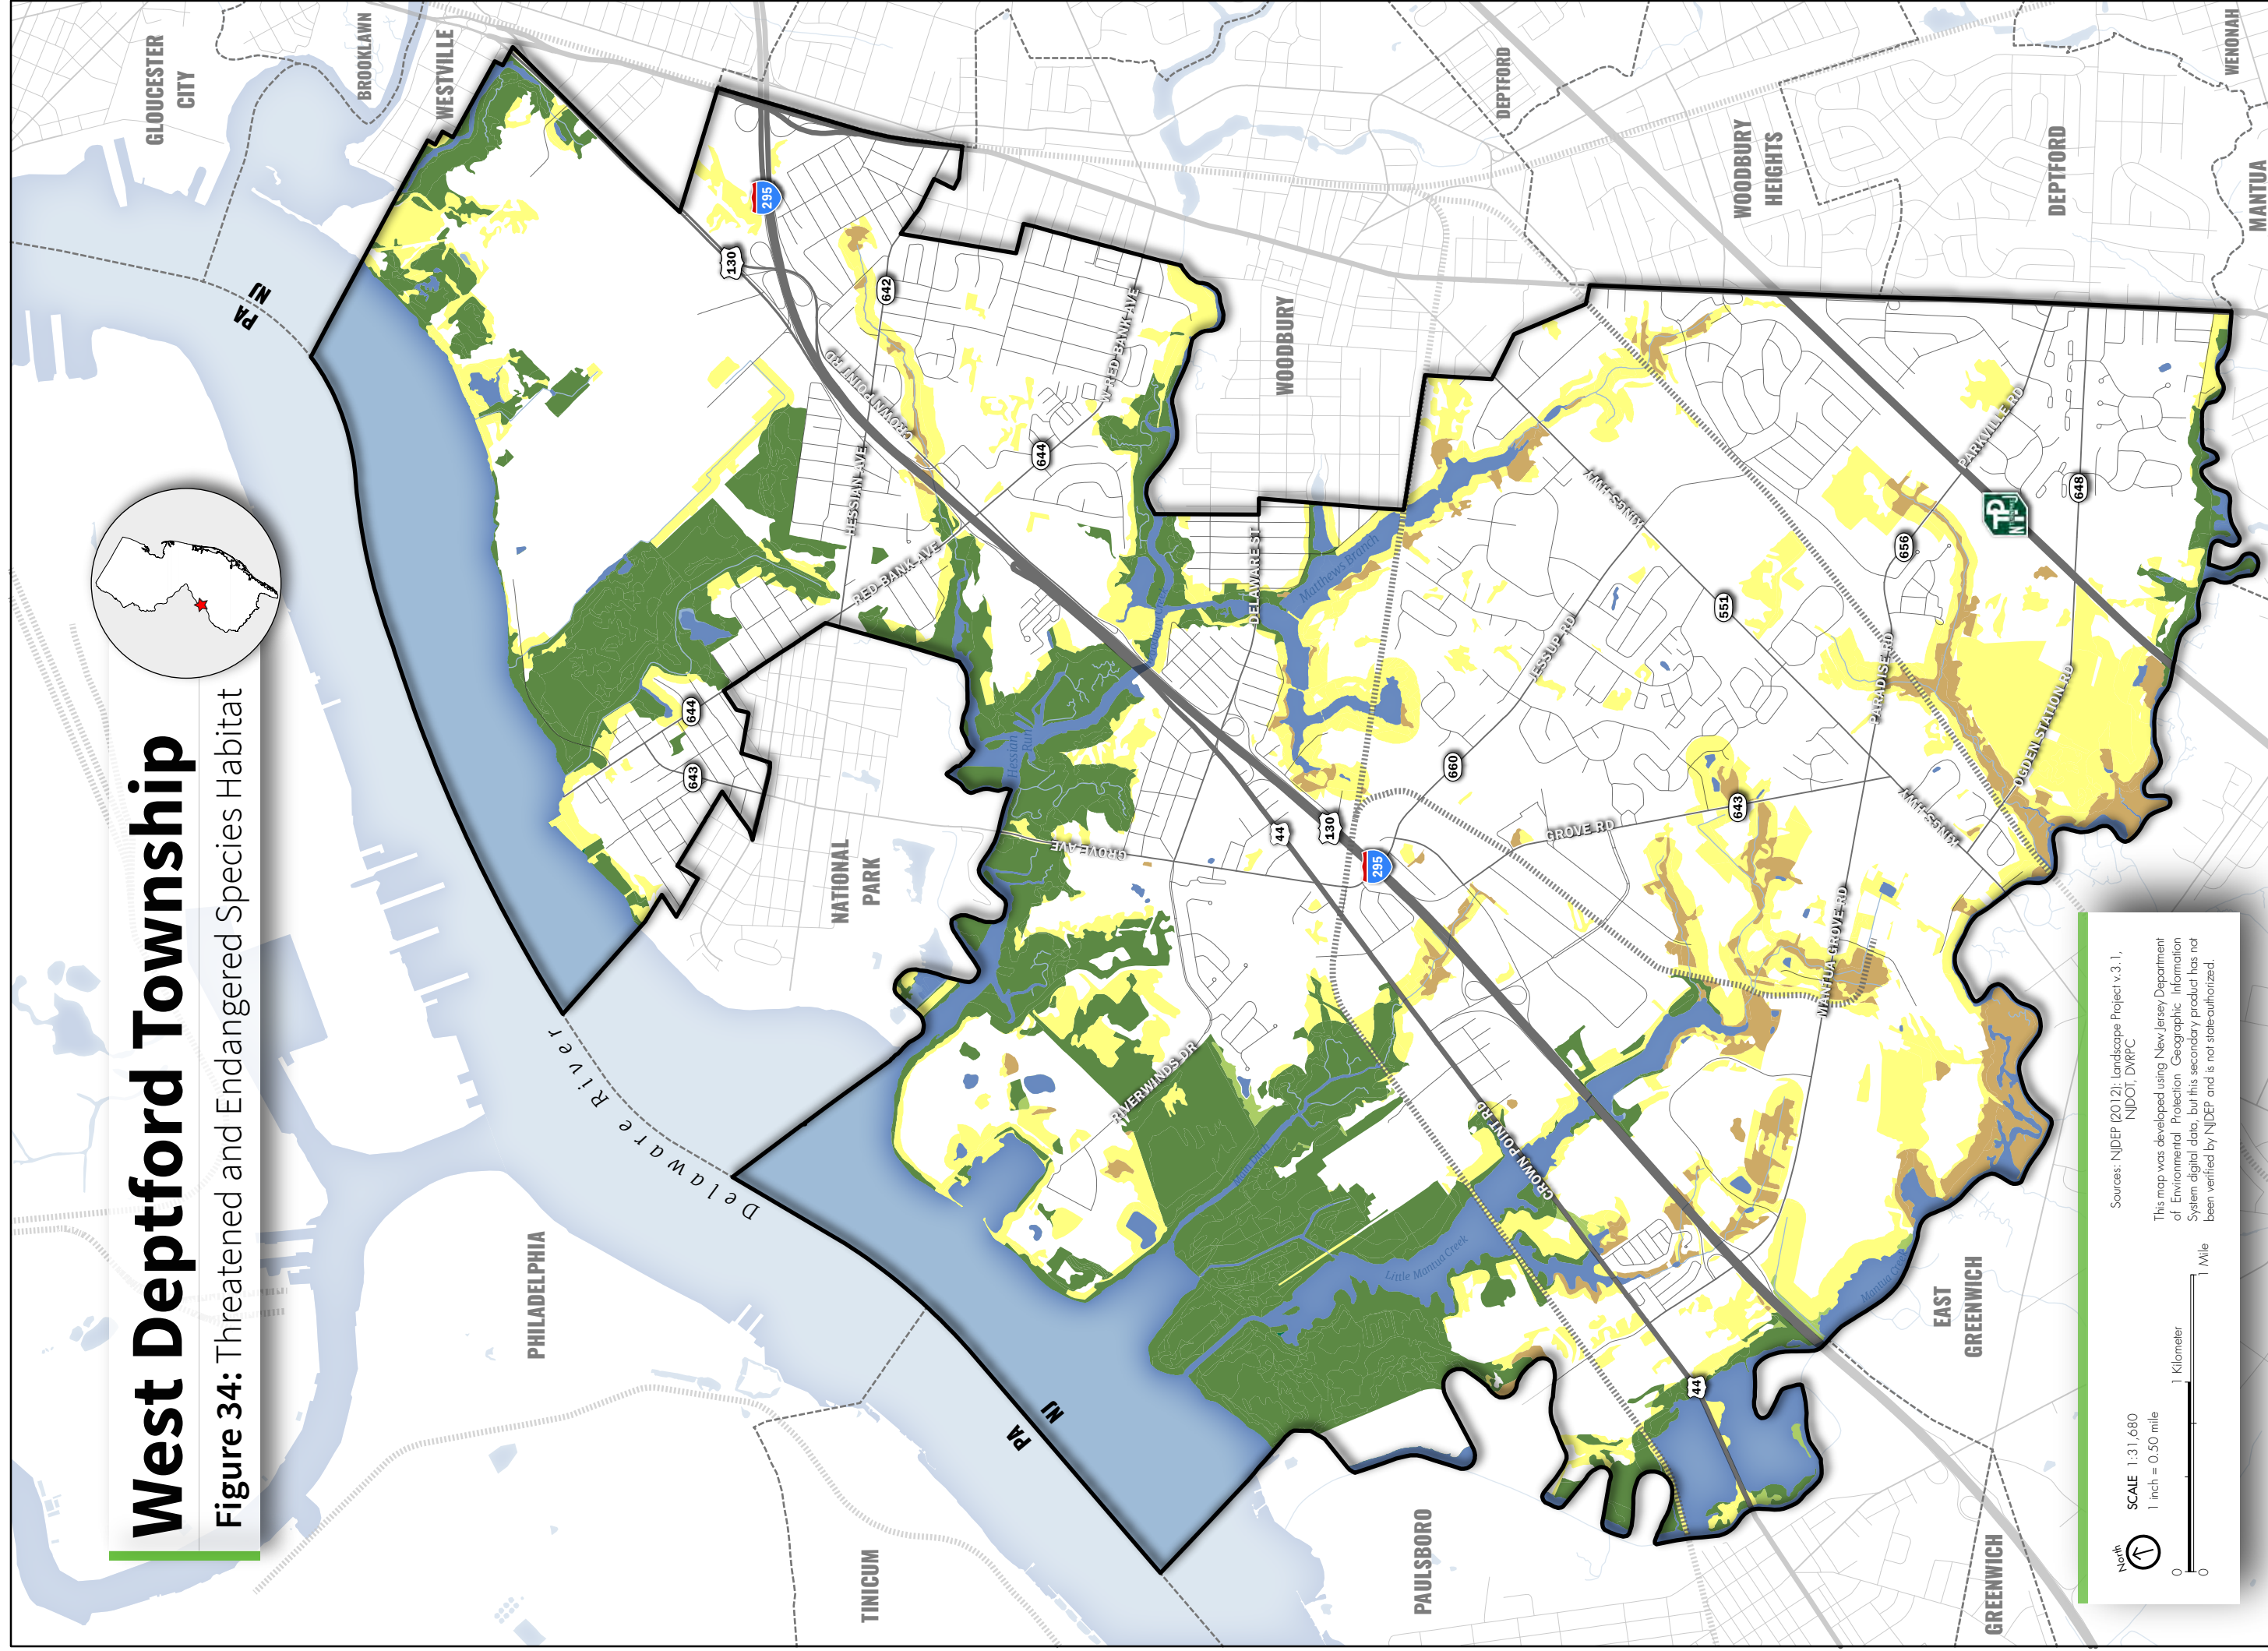 West Deptford Township
Figure 34: Threatened and Endangered Species Habitat
GLOUCESTER
CITY
BROOKLAWN
WESTVILLE
PA
NJ
295
130
642
CROWN POINT RD
W RED BANK AVE
644
HESSIAN AVE
RED BANK AVE
644
643
NATIONAL
PARK
Hessian
Run
GROVE AVE
Delaware River
PHILADELPHIA
TINICUM
PA
NJ
PAULSBORO
DEPTFORD
WOODBURY
HEIGHTS
DEPTFORD
WENONAH
MANTUA
WOODBURY
DELAWARE ST
Matthews Branch
KINGS HWY
551
JESSUP RD
660
GROVE RD
643
PARKVILLE RD
648
656
PARADISE RD
OGDEN STATION RD
KINGS HWY
MANTUA GROVE RD
44
130
295
RIVERWINDS DR
Main Ditch
CROWN POINT RD
Little Mantua Creek
44
Mantua Creek
EAST
GREENWICH
GREENWICH
Sources: NJDEP (2012): Landscape Project v.3.1,
NJDOT, DVRPC
This map was developed using New Jersey Department
of Environmental Protection Geographic Information
System digital data, but this secondary product has not
been verified by NJDEP and is not state-authorized.
North
SCALE 1:31,680
1 inch = 0.50 mile
0 1 Kilometer
0 1 Mile